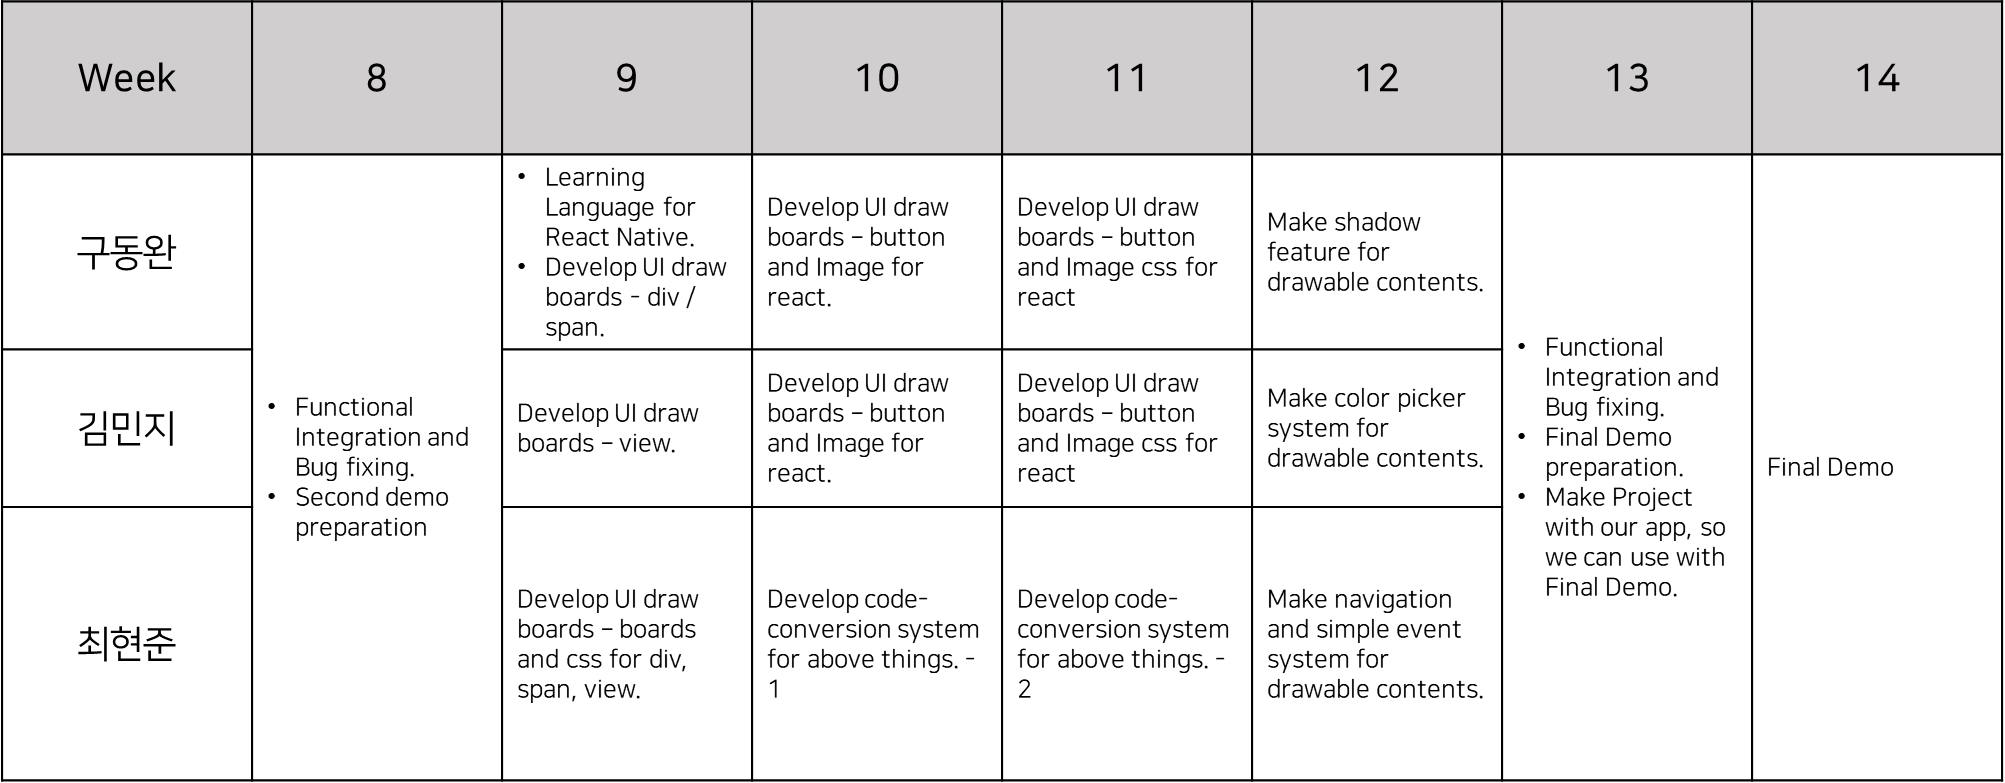 Week
8
9
10
11
12
13
14
구동완
• Functional
Integration and
Bug fixing.
• Second demo
preparation
• Learning
Language for
React Native.
• Develop UI draw
boards - div /
span.
Develop UI draw
boards – button
and Image for
react.
Develop UI draw
boards – button
and Image css for
react
Make shadow
feature for
drawable contents.
• Functional
Integration and
Bug fixing.
• Final Demo
preparation.
• Make Project
with our app, so
we can use with
Final Demo.
Final Demo
김민지
Develop UI draw
boards – view.
Develop UI draw
boards – button
and Image for
react.
Develop UI draw
boards – button
and Image css for
react
Make color picker
system for
drawable contents.
최현준
Develop UI draw
boards – boards
and css for div,
span, view.
Develop code-
conversion system
for above things. -
1
Develop code-
conversion system
for above things. -
2
Make navigation
and simple event
system for
drawable contents.